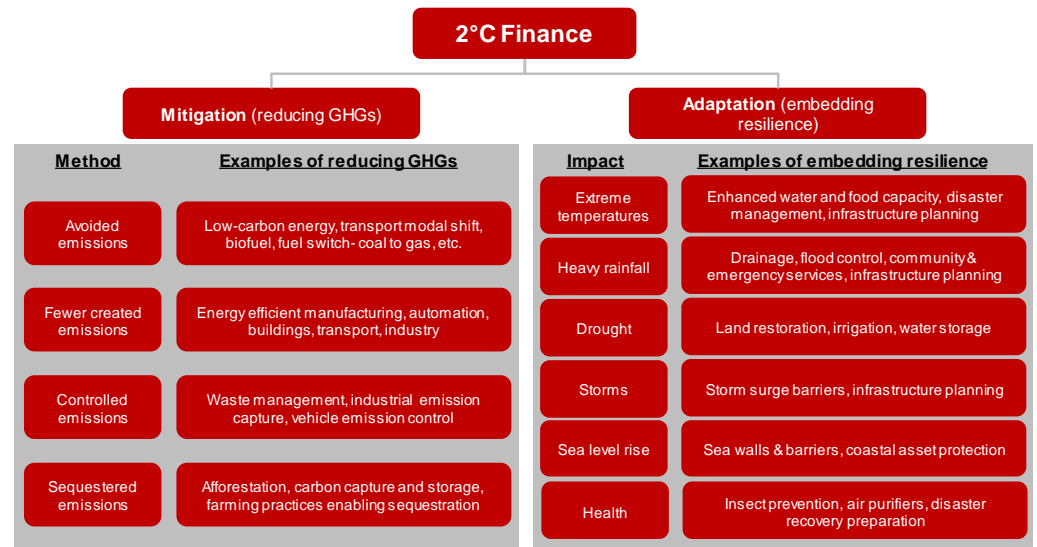 2°C Finance
Mitigation (reducing GHGs)
Adaptation (embedding
resilience)
Method
Examples of reducing GHGs
Avoided
emissions
Low-carbon energy, transport modal shift,
biofuel, fuel switch- coal to gas, etc.
Fewer created
emissions
Energy efficient manufacturing, automation,
buildings, transport, industry
Controlled
emissions
Waste management, industrial emission
capture, vehicle emission control
Sequestered
emissions
Afforestation, carbon capture and storage,
farming practices enabling sequestration
Impact
Examples of embedding resilience
Extreme
temperatures
Enhanced water and food capacity, disaster
management, infrastructure planning
Heavy rainfall
Drainage, flood control, community &
emergency services, infrastructure planning
Drought
Land restoration, irrigation, water storage
Storms
Storm surge barriers, infrastructure planning
Sea level rise
Sea walls & barriers, coastal asset protection
Health
Insect prevention, air purifiers, disaster
recovery preparation